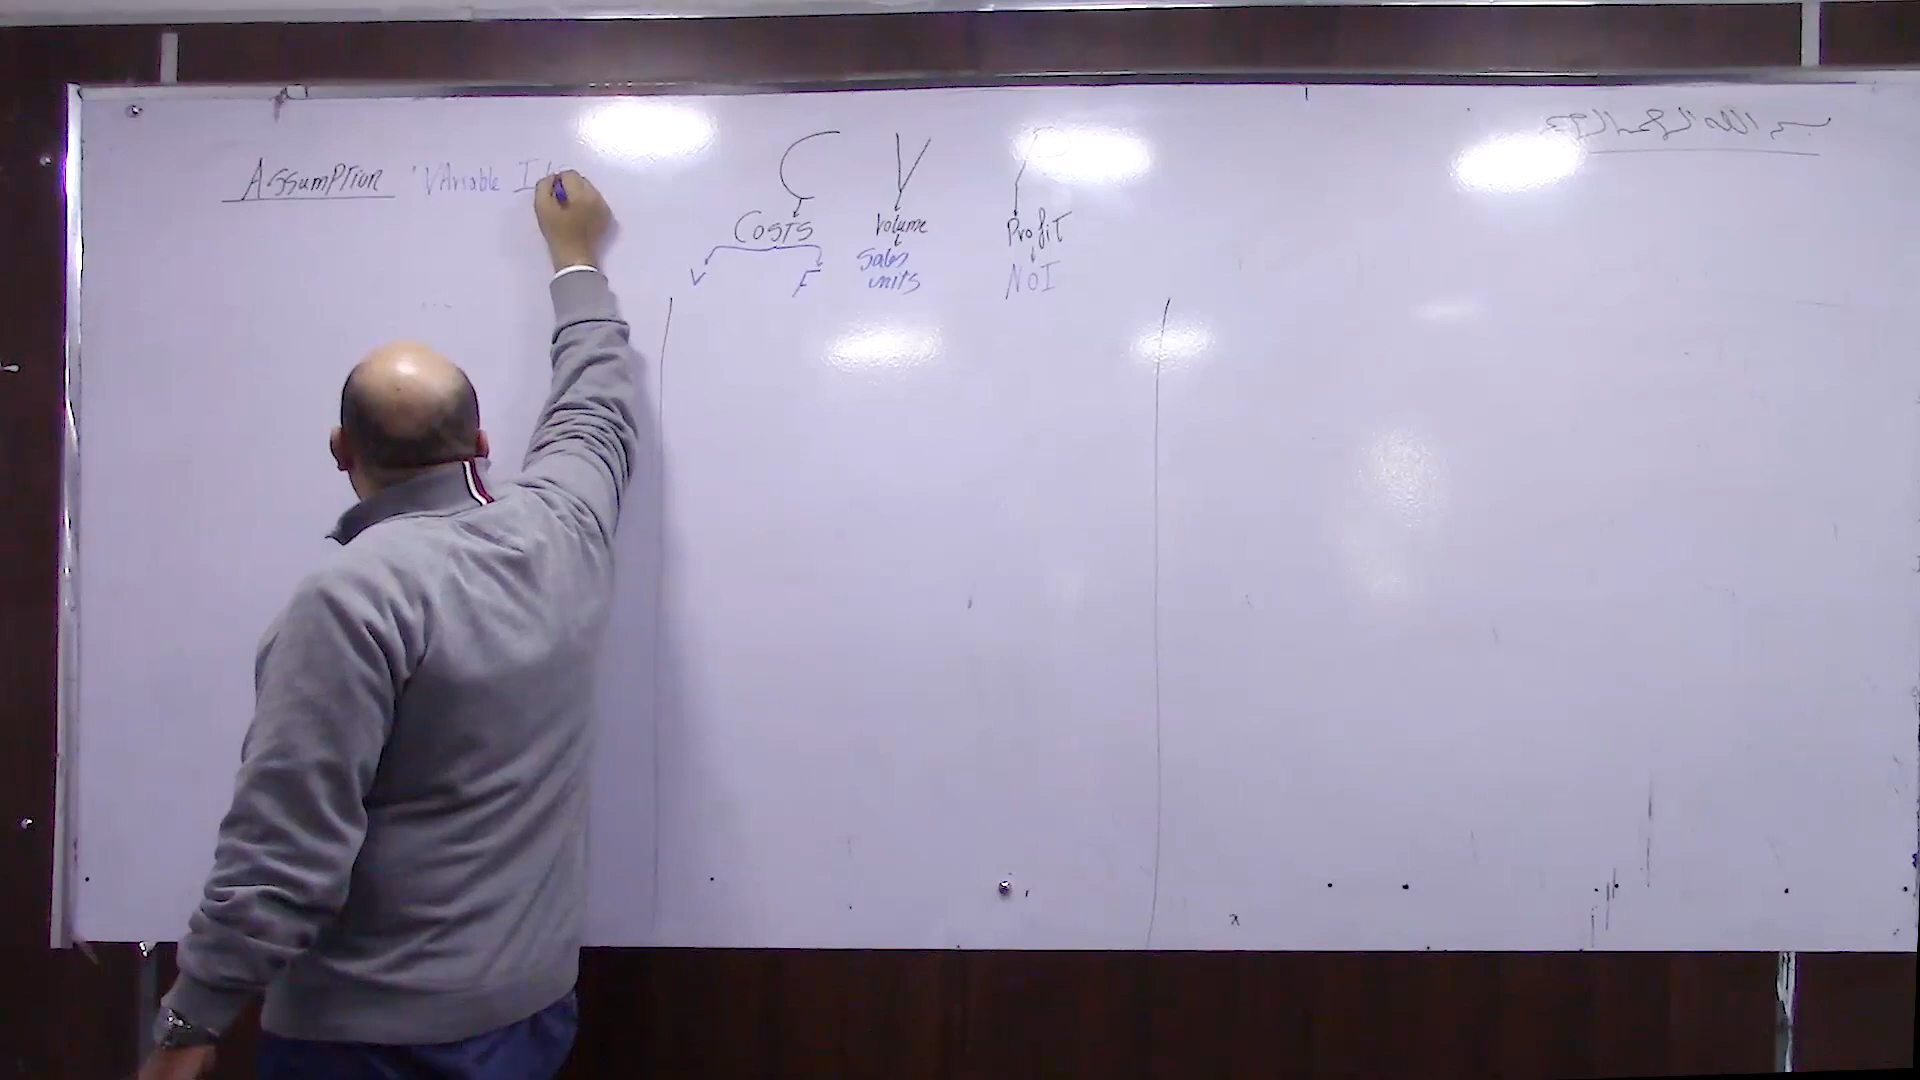 بسم الله الرحمن الرحيم
C V P
Assumption 'Variable
Costs Volume Profit
V F Sales units NOI